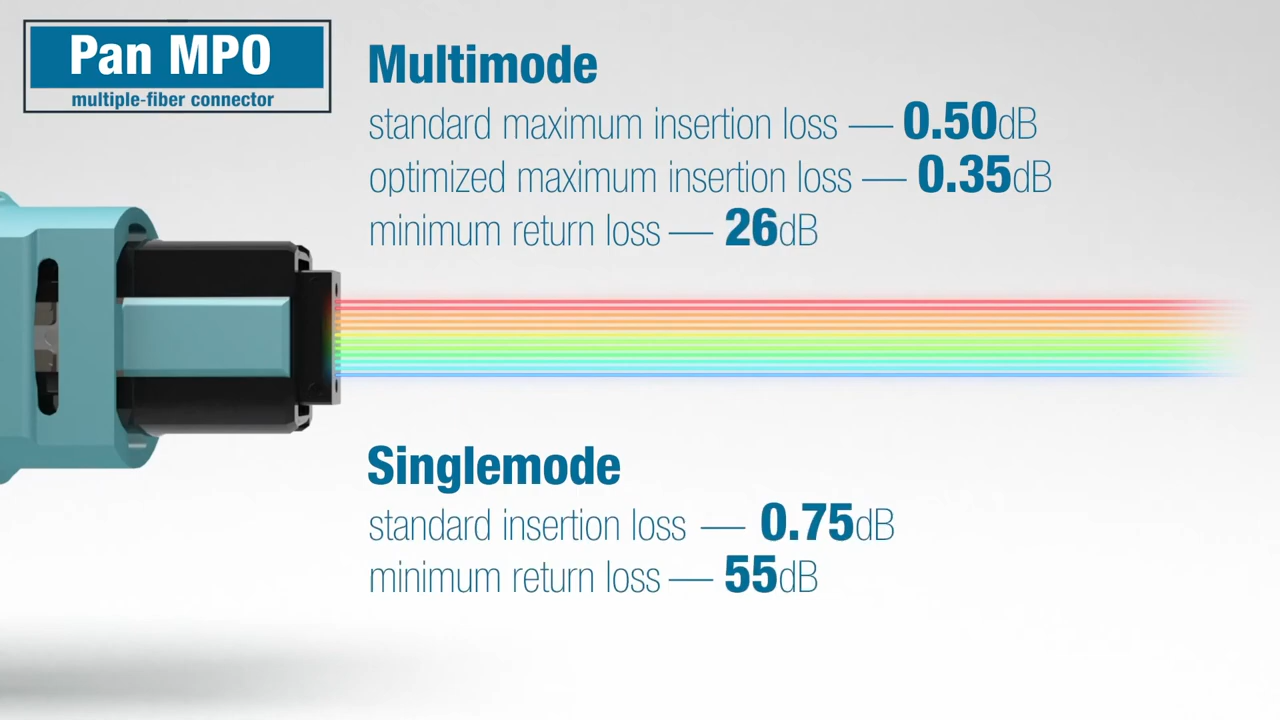 Pan MPO
multiple-fiber connector
Multimode
standard maximum insertion loss — 0.50dB
optimized maximum insertion loss — 0.35dB
minimum return loss — 26dB
Singlemode
standard insertion loss — 0.75dB
minimum return loss — 55dB